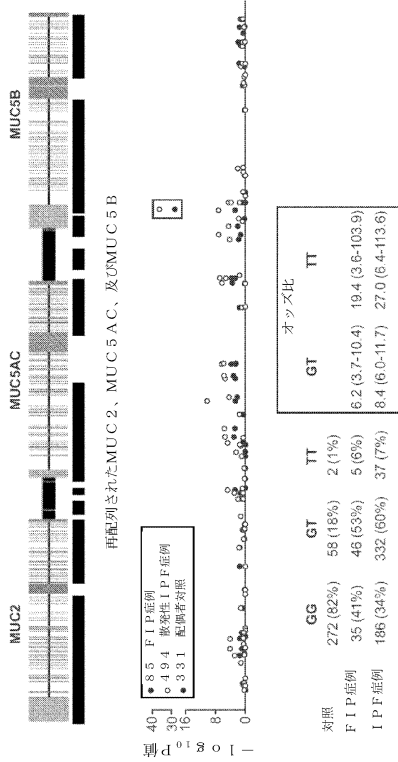 MUC2 MUC5AC MUC5B
再配列されたMUC2、MUC5AC、及びMUC5B
−log₁₀P値
40
30
16
8
0
85 FIP症例
494 散発性IPF症例
331 配偶者対照
オッズ比
GG GT TT GT TT
対照 272 (82%) 58 (18%) 2 (1%)
FIP症例 35 (41%) 46 (53%) 5 (6%) 6.2 (3.7-10.4) 19.4 (3.6-103.9)
IPF症例 186 (34%) 332 (60%) 37 (7%) 8.4 (6.0-11.7) 27.0 (6.4-113.6)